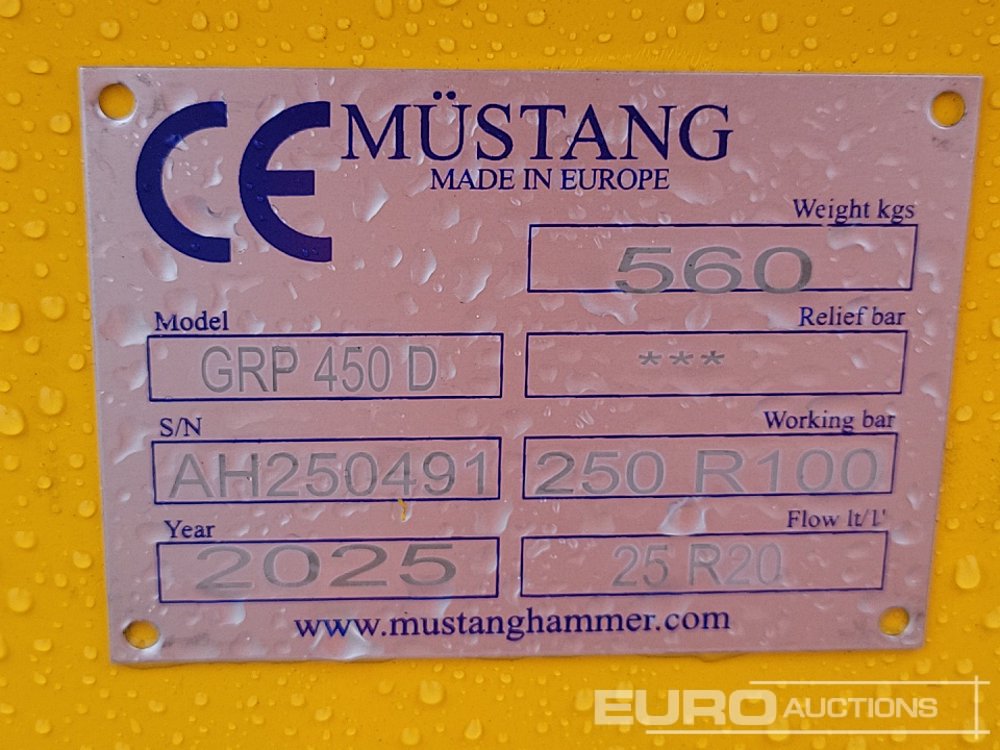 CE MÜSTANG
MADE IN EUROPE
Weight kgs
560
Model
GRP 450 D
Relief bar
***
S/N
AH250491
Working bar
250 R100
Year
2025
Flow lt/1'
25 R20
www.mustanghammer.com
EURO AUCTIONS